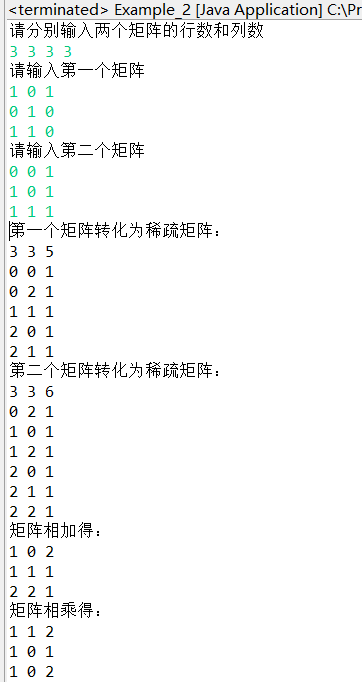 <terminated> Example_2 [Java Application] C:\Pr
请分别输入两个矩阵的行数和列数
3 3 3 3
请输入第一个矩阵
1 0 1
0 1 0
1 1 0
请输入第二个矩阵
0 0 1
1 0 1
1 1 1
第一个矩阵转化为稀疏矩阵：
3 3 5
0 0 1
0 2 1
1 1 1
2 0 1
2 1 1
第二个矩阵转化为稀疏矩阵：
3 3 6
0 2 1
1 0 1
1 2 1
2 0 1
2 1 1
2 2 1
矩阵相加得：
1 0 2
1 1 1
2 2 1
矩阵相乘得：
1 1 2
1 0 1
1 0 2